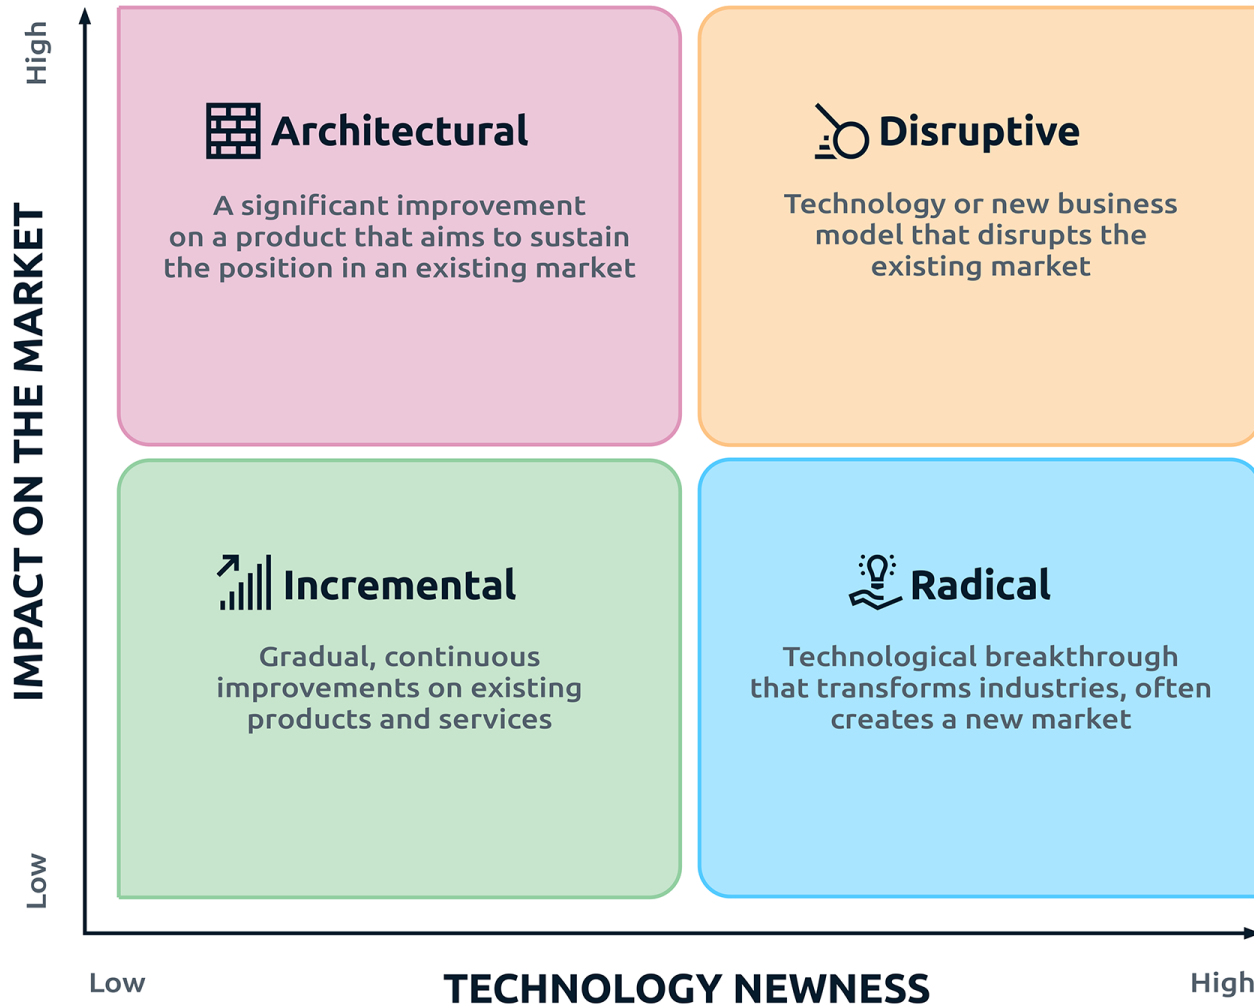 High
IMPACT ON THE MARKET
Low
Architectural
A significant improvement
on a product that aims to sustain
the position in an existing market
Disruptive
Technology or new business
model that disrupts the
existing market
Incremental
Gradual, continuous
improvements on existing
products and services
Radical
Technological breakthrough
that transforms industries, often
creates a new market
Low
TECHNOLOGY NEWNESS
High